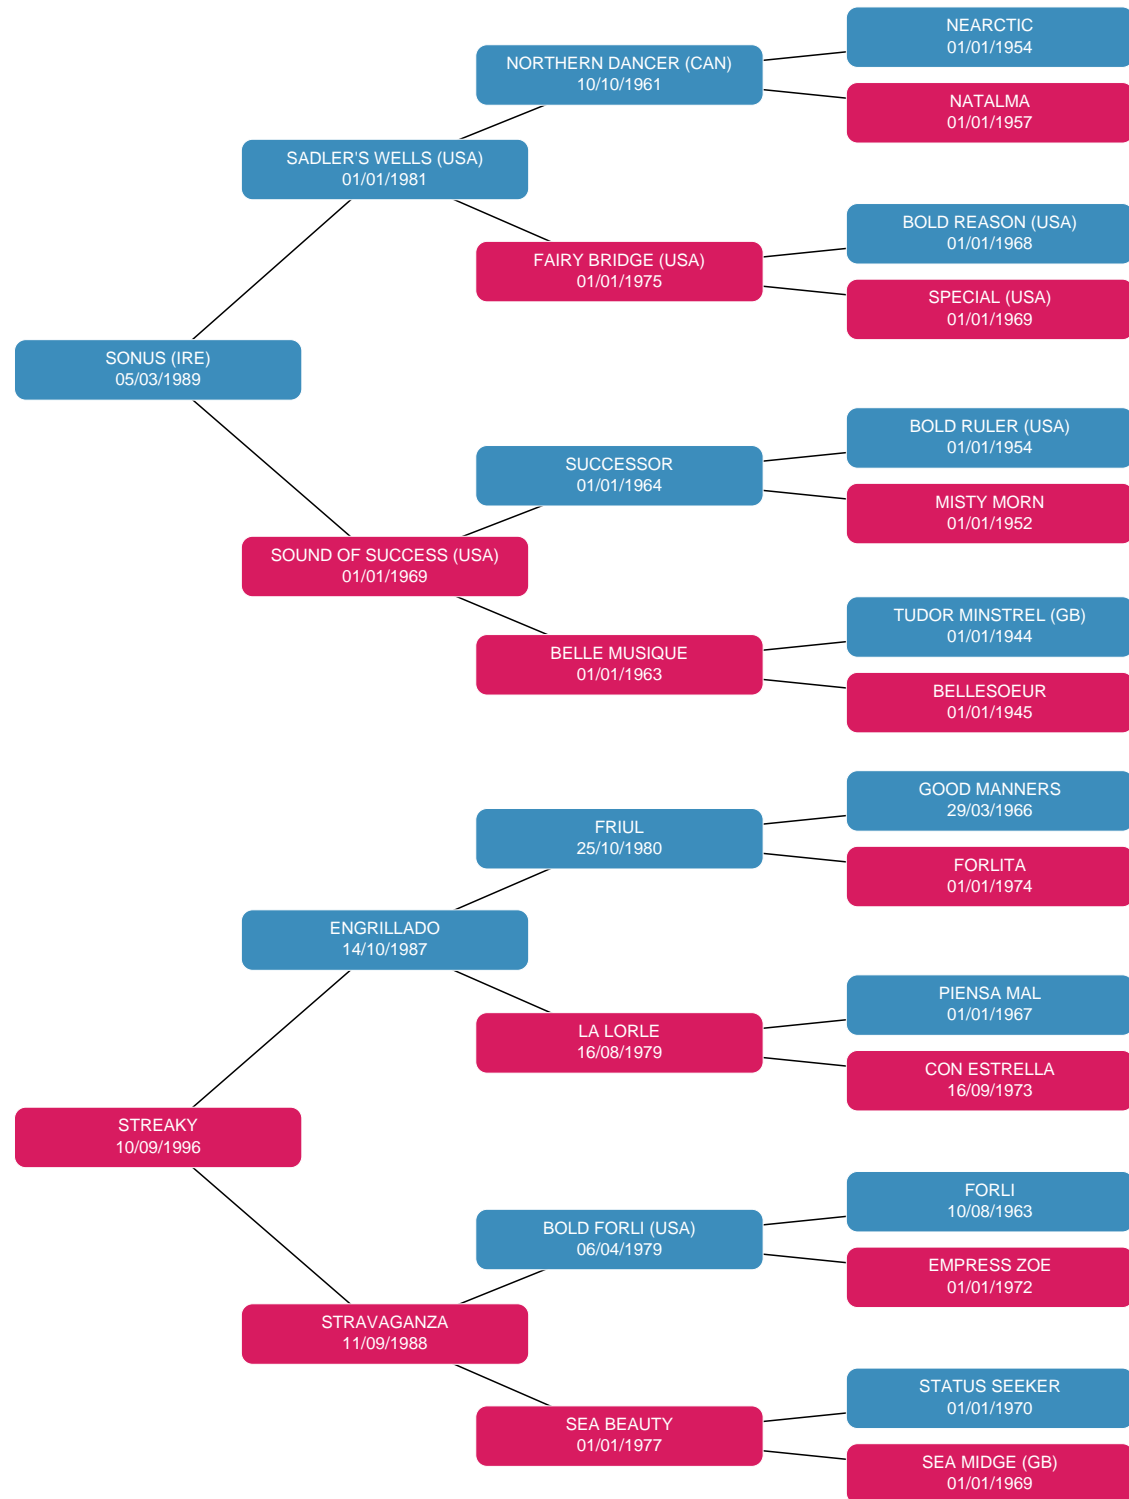 NEARCTIC
01/01/1954
NORTHERN DANCER (CAN)
10/10/1961
NATALMA
01/01/1957
SADLER'S WELLS (USA)
01/01/1981
BOLD REASON (USA)
01/01/1968
FAIRY BRIDGE (USA)
01/01/1975
SPECIAL (USA)
01/01/1969
SONUS (IRE)
05/03/1989
BOLD RULER (USA)
01/01/1954
SUCCESSOR
01/01/1964
MISTY MORN
01/01/1952
SOUND OF SUCCESS (USA)
01/01/1969
TUDOR MINSTREL (GB)
01/01/1944
BELLE MUSIQUE
01/01/1963
BELLESOEUR
01/01/1945
GOOD MANNERS
29/03/1966
FRIUL
25/10/1980
FORLITA
01/01/1974
ENGRILLADO
14/10/1987
PIENSA MAL
01/01/1967
LA LORLE
16/08/1979
CON ESTRELLA
16/09/1973
STREAKY
10/09/1996
FORLI
10/08/1963
BOLD FORLI (USA)
06/04/1979
EMPRESS ZOE
01/01/1972
STRAVAGANZA
11/09/1988
STATUS SEEKER
01/01/1970
SEA BEAUTY
01/01/1977
SEA MIDGE (GB)
01/01/1969